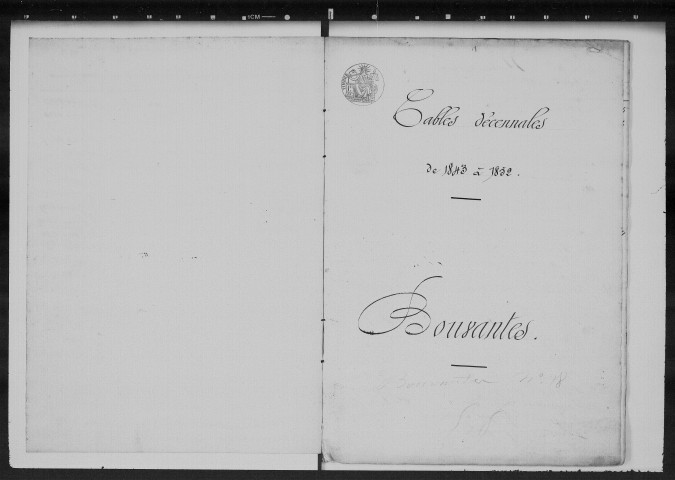 Tables décennales
de 1843 à 1852.
Bousantes.